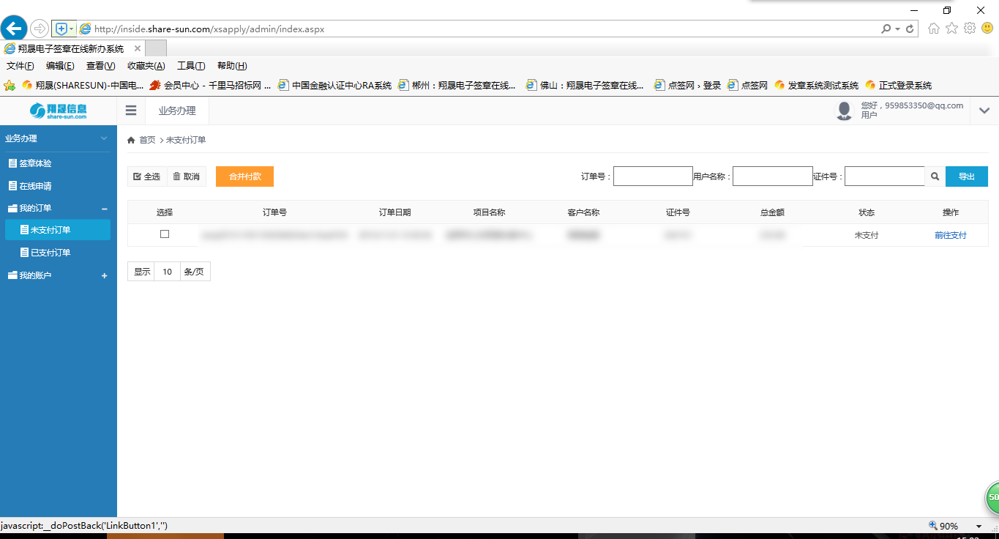 http://inside.share-sun.com/xsapply/admin/index.aspx
翔晟电子签章在线新办系统
文件(F) 编辑(E) 查看(V) 收藏夹(A) 工具(T) 帮助(H)
翔晟(SHARESUN)-中国电... 会员中心 - 千里马招标网 ... 中国金融认证中心RA系统 郴州：翔晟电子签章在线... 佛山：翔晟电子签章在线... 点签网 › 登录 点签网 发章系统测试系统 正式登录系统
翔晟信息
share-sun.com
业务办理
您好，959853350@qq.com
用户
业务办理
首页 > 未支付订单
签章体验
在线申请
我的订单
未支付订单
已支付订单
我的账户
全选 取消 合并付款 订单号： 用户名称： 证件号： 导出
选择 订单号 订单日期 项目名称 客户名称 证件号 总金额 状态 操作
未支付 前往支付
显示 10 条/页
50
javascript:__doPostBack('LinkButton1','')
90%